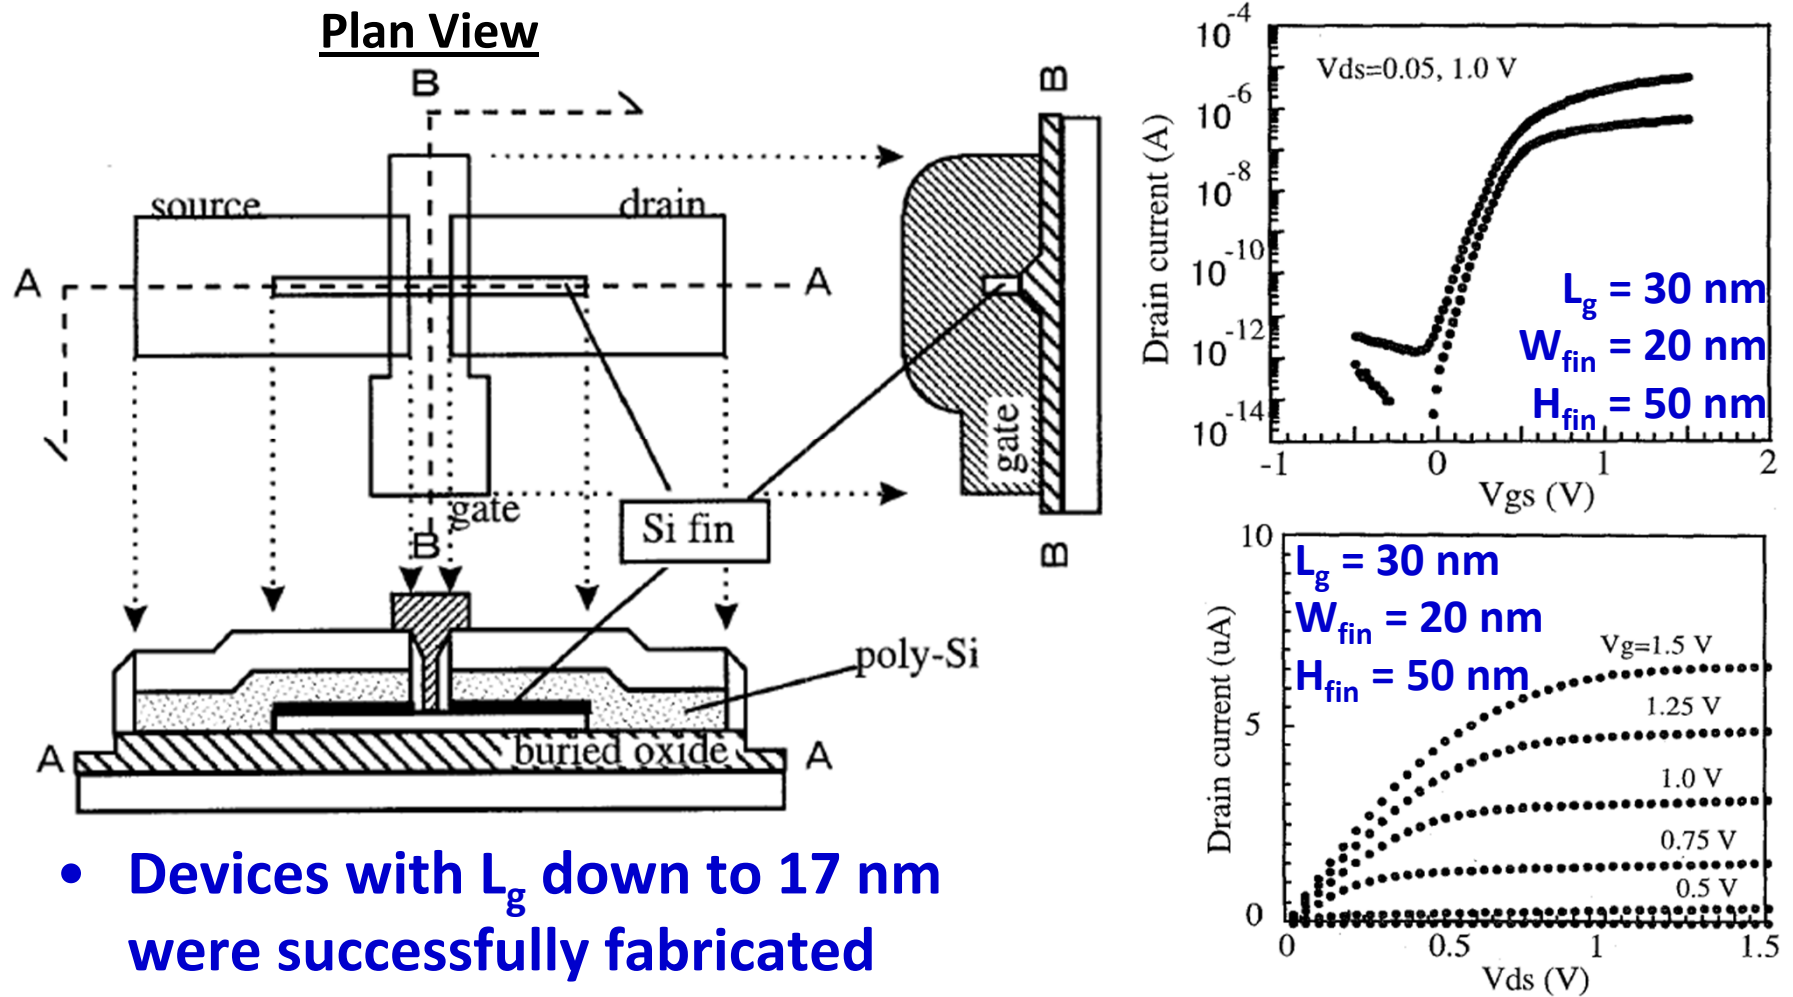 Plan View
B
source
drain
A
A
gate
B
Si fin
poly-Si
buried oxide
A
A
B
gate
B
Devices with Lg down to 17 nm
were successfully fabricated
Drain current (A)
10^-4
10^-6
10^-8
10^-10
10^-12
10^-14
-10
-12
-14
Vds=0.05, 1.0 V
Lg = 30 nm
Wfin = 20 nm
Hfin = 50 nm
-1
0
1
2
Vgs (V)
Drain current (uA)
10
5
0
Lg = 30 nm
Wfin = 20 nm
Hfin = 50 nm
Vg=1.5 V
1.25 V
1.0 V
0.75 V
0.5 V
0
0.5
1
1.5
Vds (V)